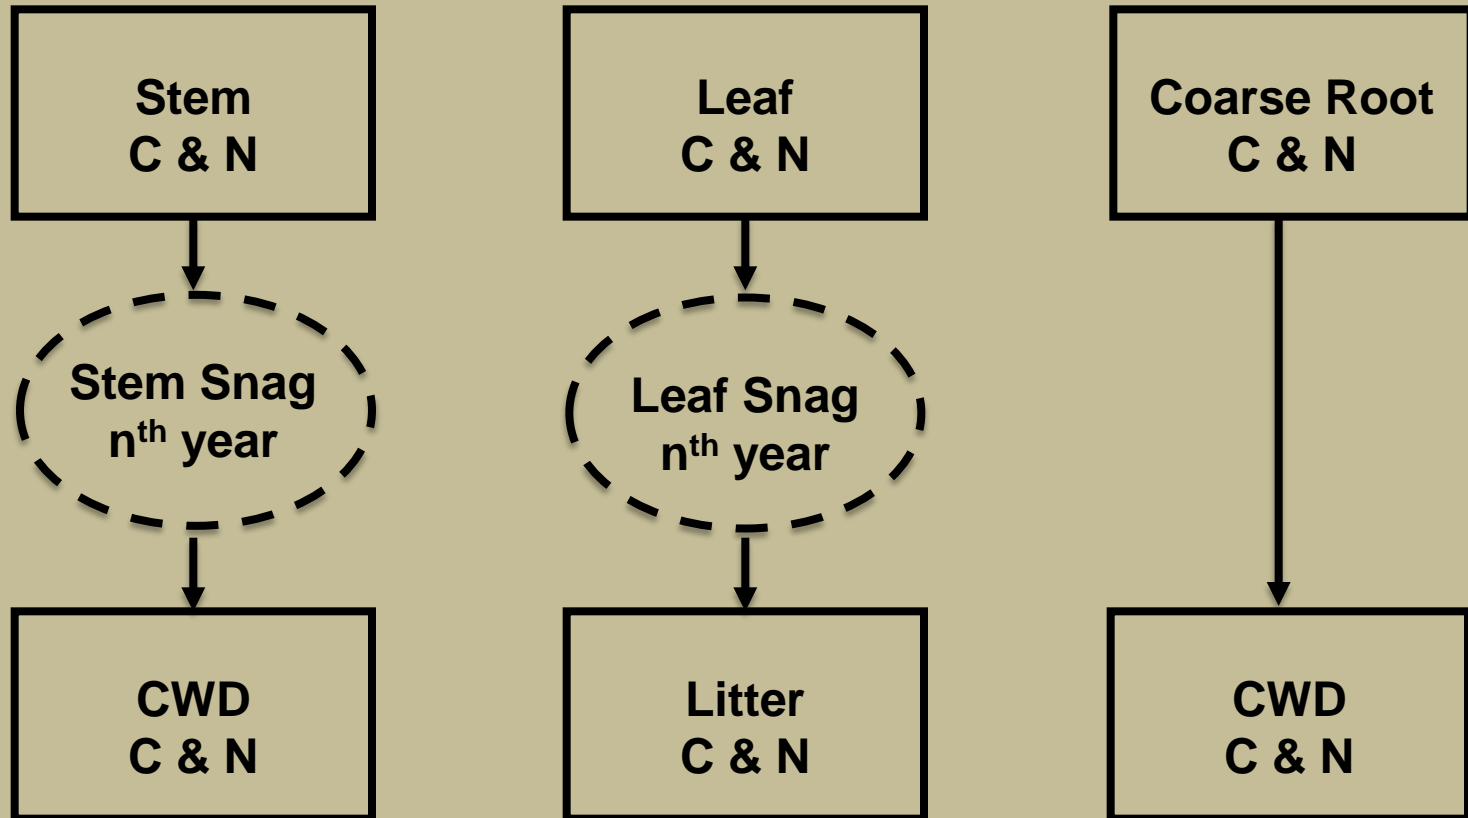 Stem
C & N
Leaf
C & N
Coarse Root
C & N
Stem Snag
nth year
Leaf Snag
nth year
CWD
C & N
Litter
C & N
CWD
C & N